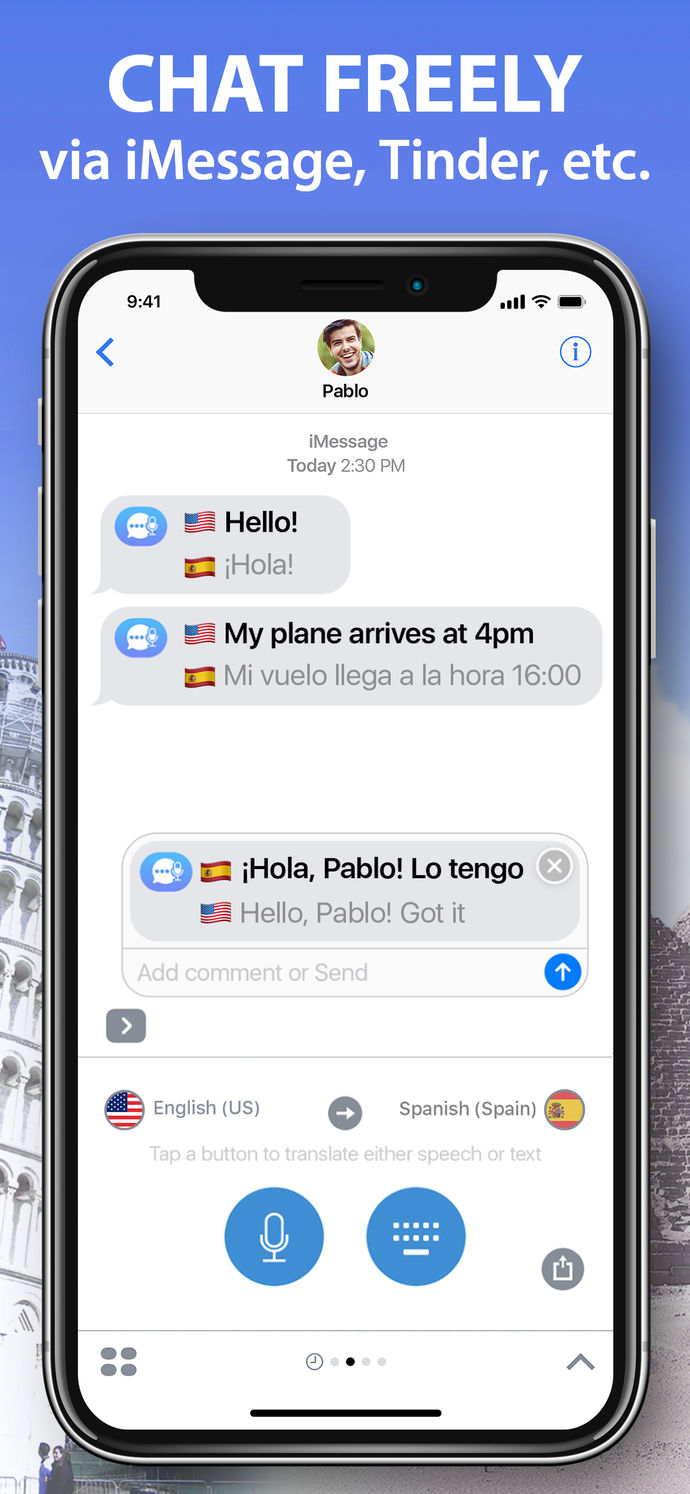 CHAT FREELY
via iMessage, Tinder, etc.
9:41
Pablo
iMessage
Today 2:30 PM
Hello!
¡Hola!
My plane arrives at 4pm
Mi vuelo llega a la hora 16:00
¡Hola, Pablo! Lo tengo
Hello, Pablo! Got it
Add comment or Send
English (US)
Spanish (Spain)
Tap a button to translate either speech or text